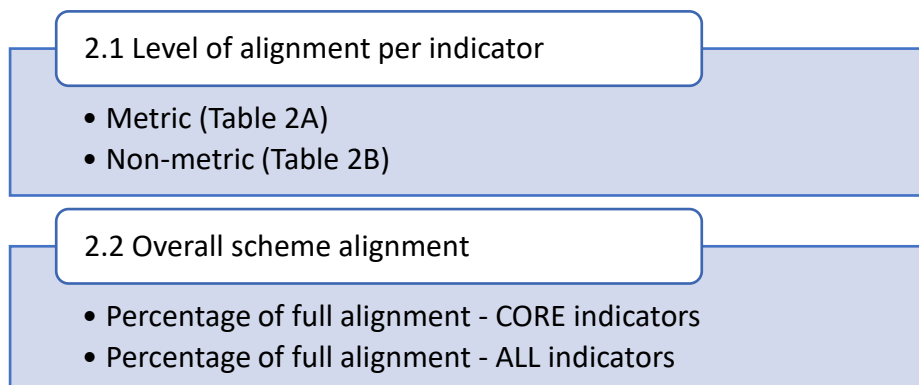 2.1 Level of alignment per indicator
• Metric (Table 2A)
• Non-metric (Table 2B)
2.2 Overall scheme alignment
• Percentage of full alignment - CORE indicators
• Percentage of full alignment - ALL indicators